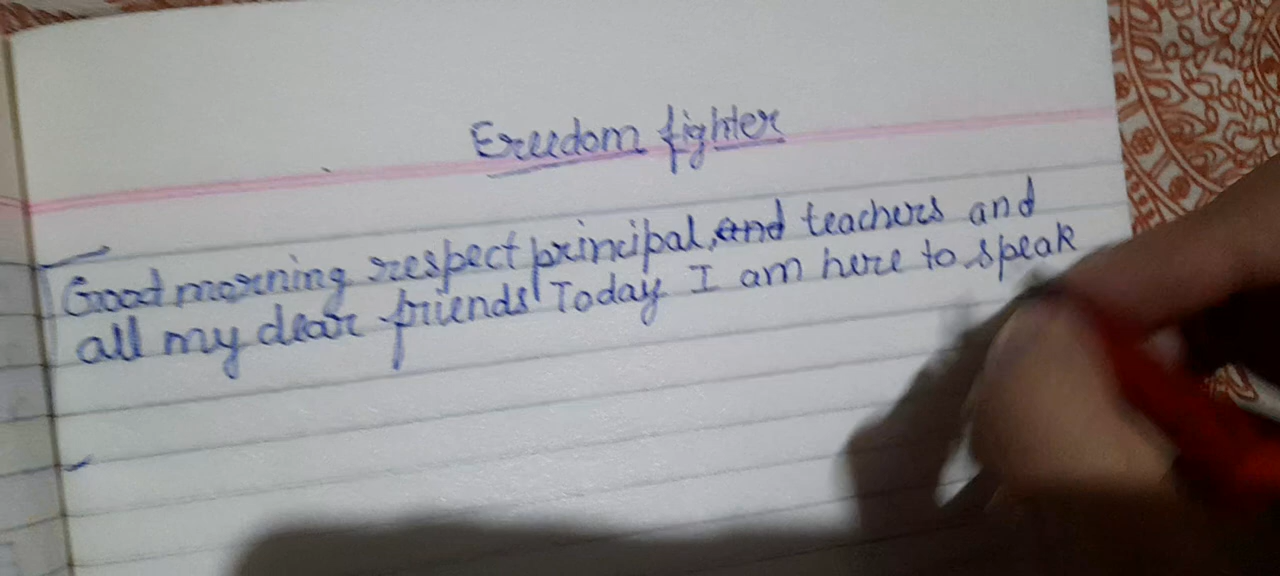 Freedom fighter
Good morning respect principal, and teachers and
all my dear friends Today I am here to speak